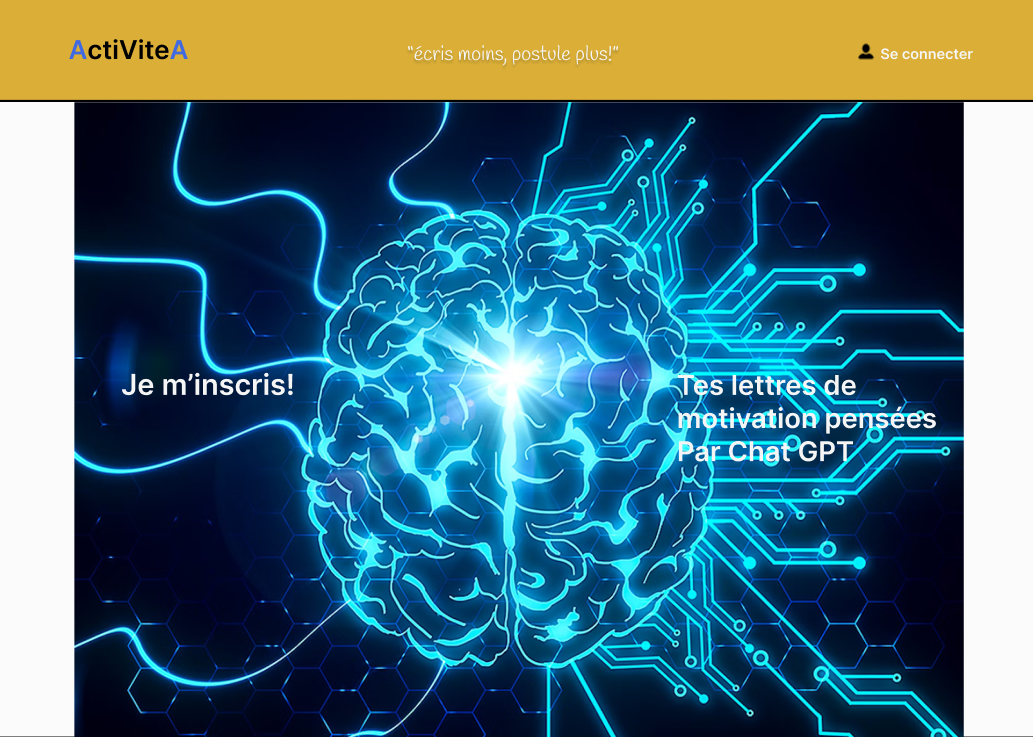 ActiViteA
“écris moins, postule plus!”
Se connecter
Je m’inscris!
Tes lettres de
motivation pensées
Par Chat GPT